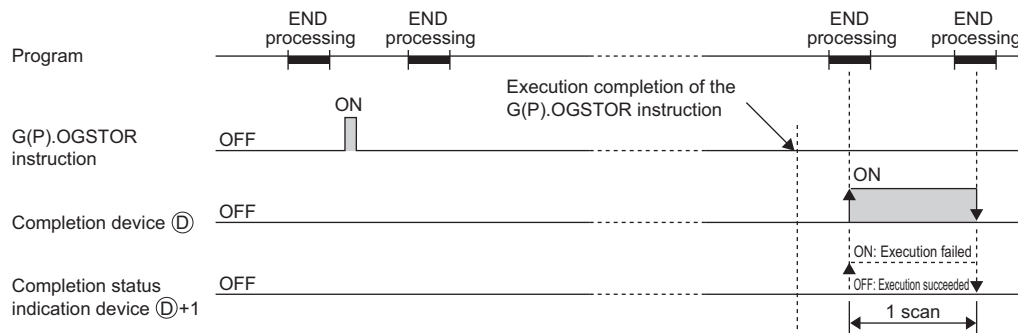 END
processing
END
processing
END
processing
END
processing
Program
Execution completion of the
G(P).OGSTOR instruction
ON
G(P).OGSTOR
instruction
OFF
ON
Completion device Ⓓ
OFF
ON: Execution failed
Completion status
indication device Ⓓ+1
OFF
OFF: Execution succeeded
1 scan